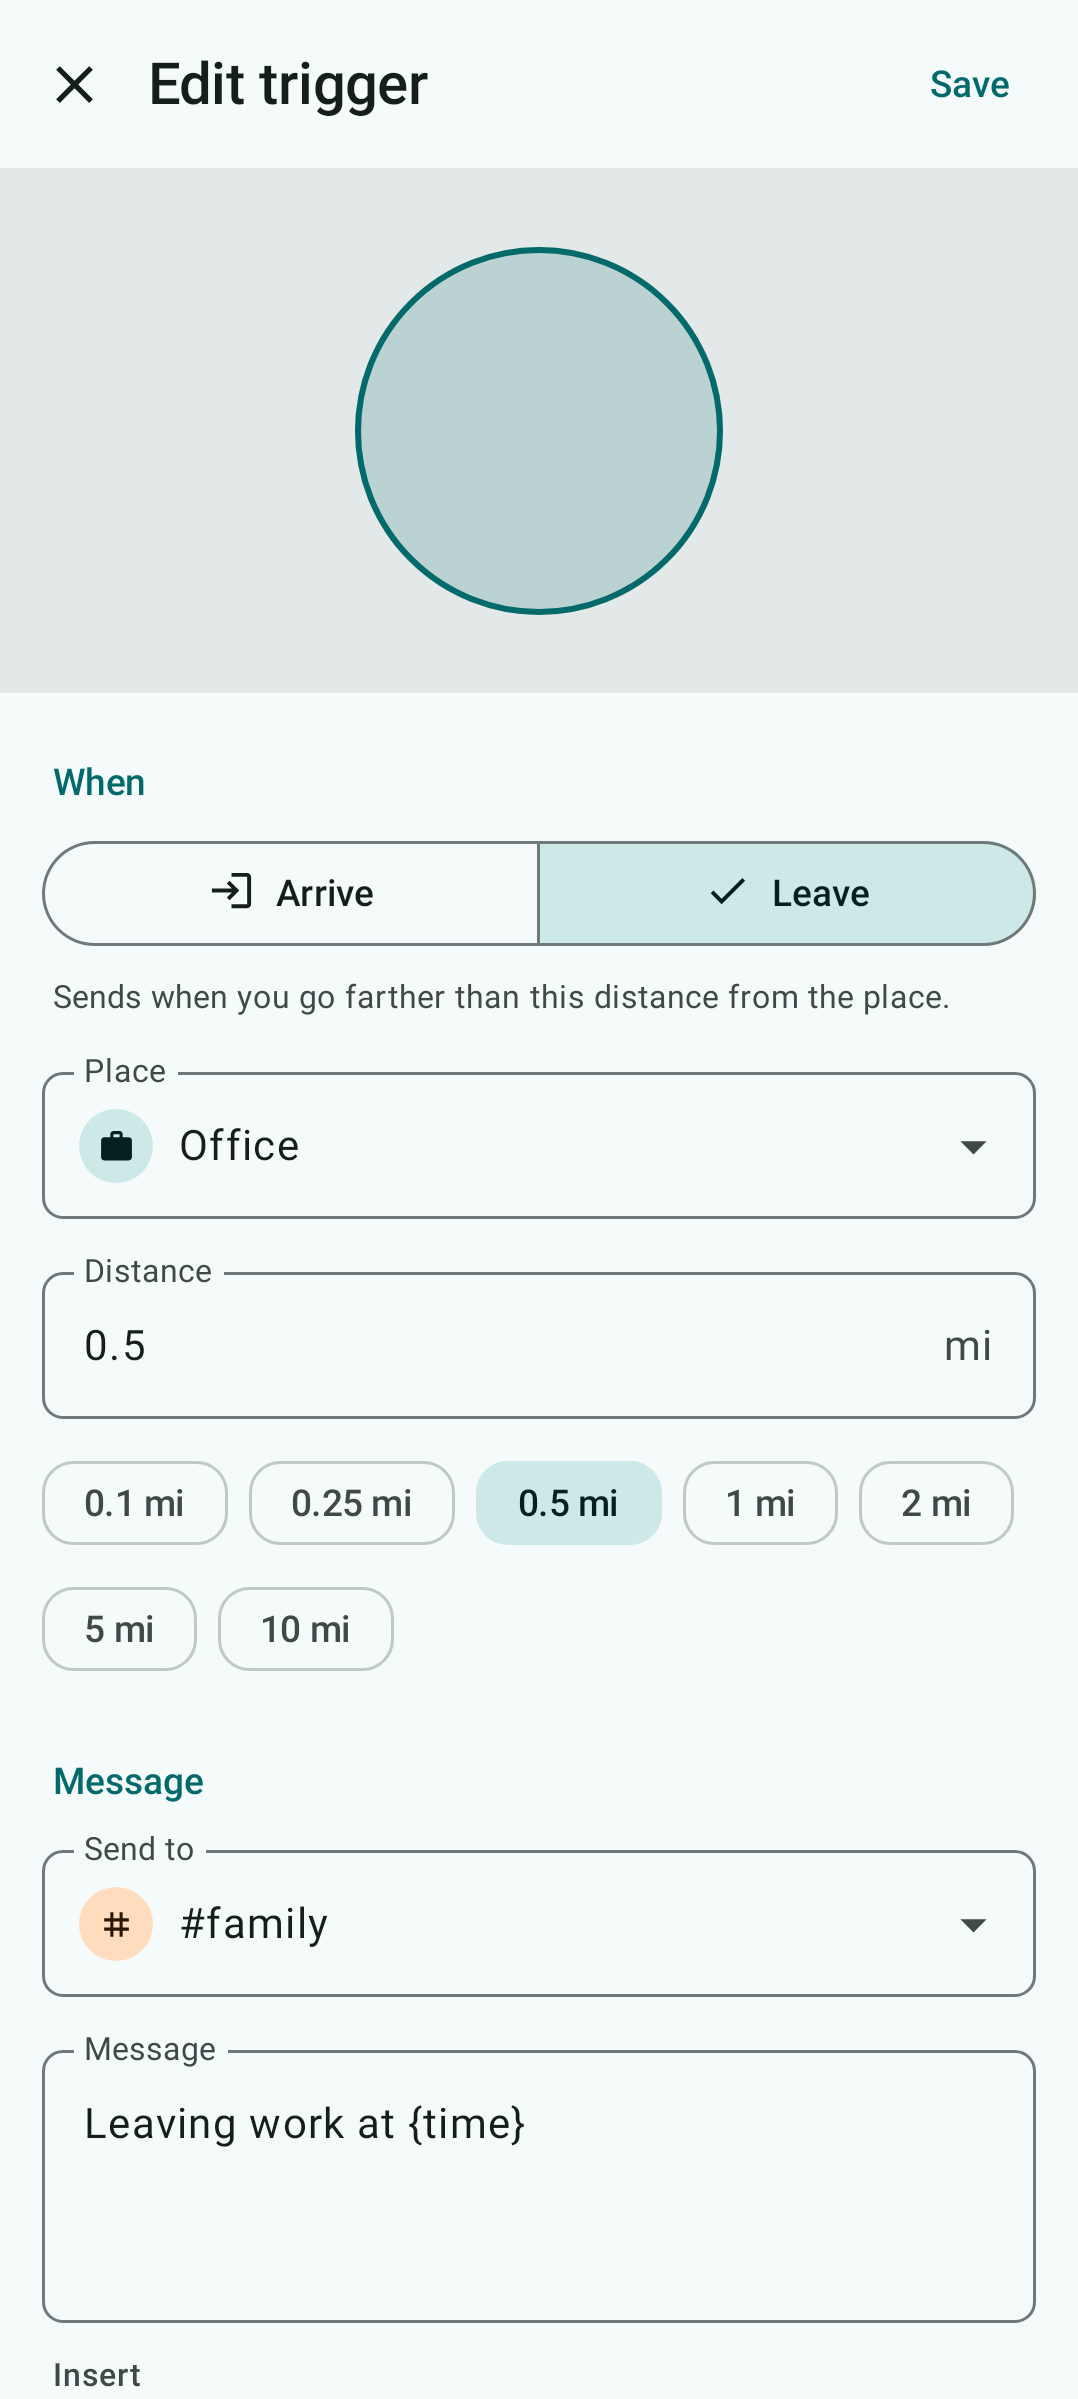 Edit trigger
Save
When
Arrive
Leave
Sends when you go farther than this distance from the place.
Place
Office
Distance
0.5
mi
0.1 mi
0.25 mi
0.5 mi
1 mi
2 mi
5 mi
10 mi
Message
Send to
#family
Message
Leaving work at {time}
Insert